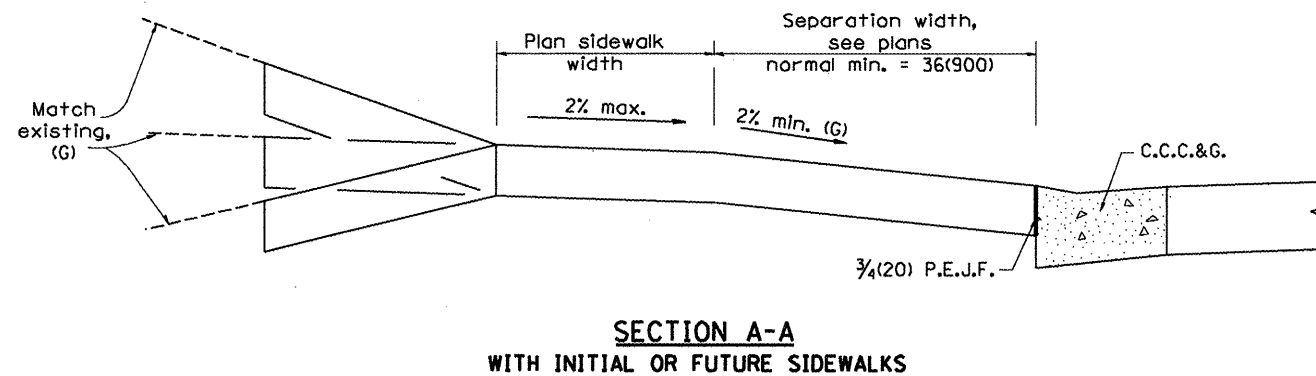 Separation width,
see plans
normal min. = 36(900)
Plan sidewalk
width
Match
existing,
(G)
2% max.
2% min. (G)
C.C.C.&G.
¾(20) P.E.J.F.
SECTION A-A
WITH INITIAL OR FUTURE SIDEWALKS